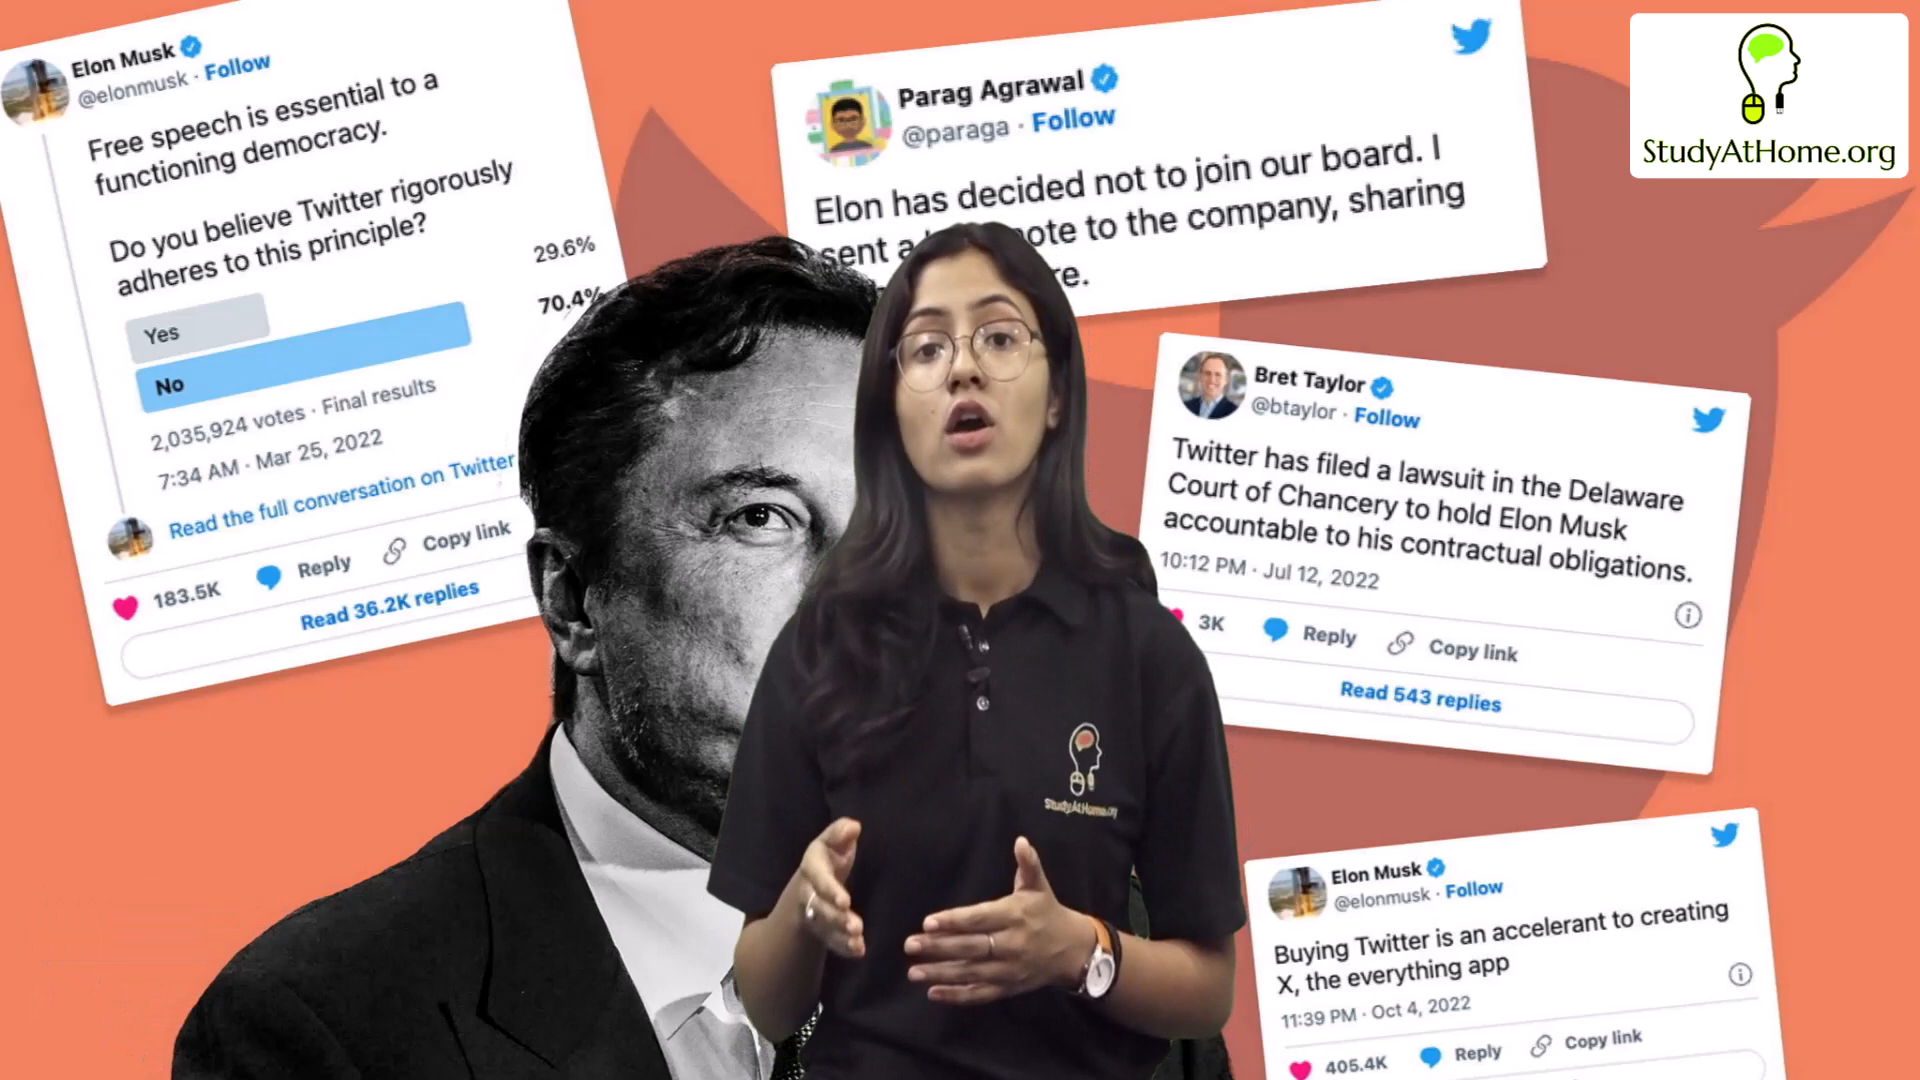 Elon Musk
@elonmusk · Follow
Free speech is essential to a
functioning democracy.
Do you believe Twitter rigorously
adheres to this principle?
29.6%
70.4%
Yes
No
2,035,924 votes · Final results
7:34 AM · Mar 25, 2022
Read the full conversation on Twitter
183.5K Reply Copy link
Read 36.2K replies
Parag Agrawal
@paraga · Follow
Elon has decided not to join our board. I
sent a note to the company, sharing
re.
StudyAtHome.org
Bret Taylor
@btaylor · Follow
Twitter has filed a lawsuit in the Delaware
Court of Chancery to hold Elon Musk
accountable to his contractual obligations.
10:12 PM · Jul 12, 2022
3K Reply Copy link
Read 543 replies
StudyAtHome.org
Elon Musk
@elonmusk · Follow
Buying Twitter is an accelerant to creating
X, the everything app
11:39 PM · Oct 4, 2022
405.4K Reply Copy link